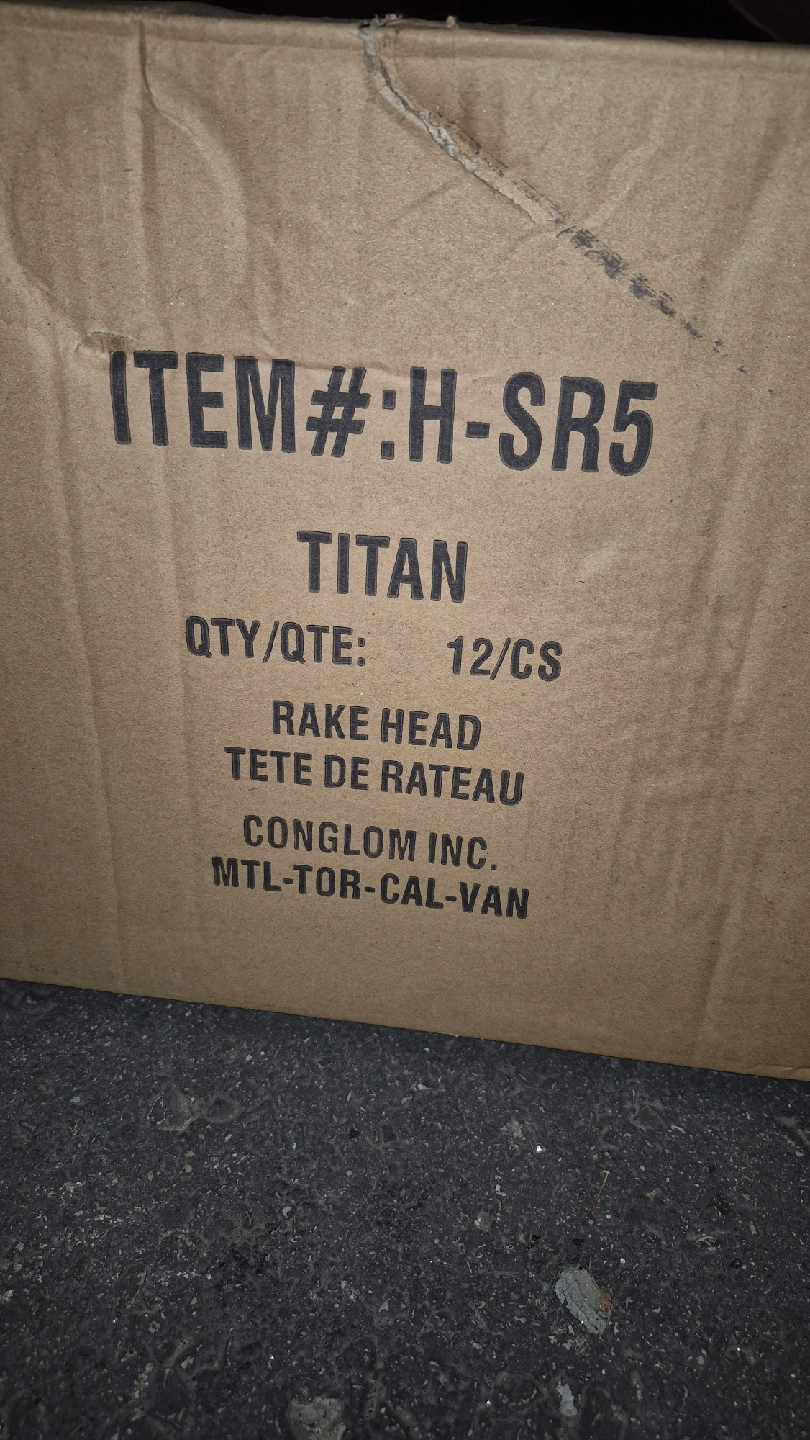 ITEM#:H-SR5
TITAN
QTY/QTE: 12/CS
RAKE HEAD
TETE DE RATEAU
CONGLOM INC.
MTL-TOR-CAL-VAN